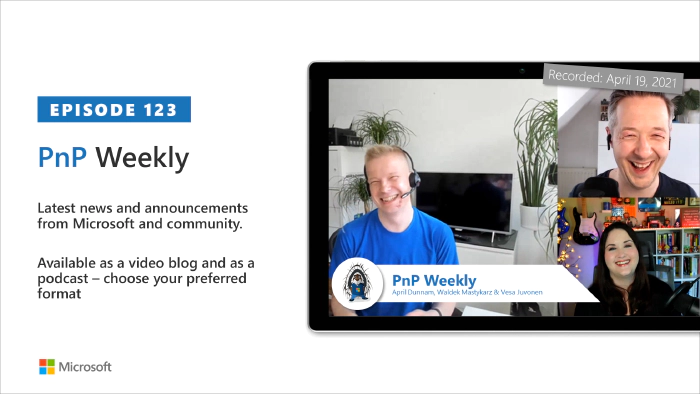 EPISODE 123
PnP Weekly
Latest news and announcements
from Microsoft and community.
Available as a video blog and as a
podcast – choose your preferred
format
Microsoft
Recorded: April 19, 2021
PnP Weekly
April Dunnam, Waldek Mastykarz & Vesa Juvonen